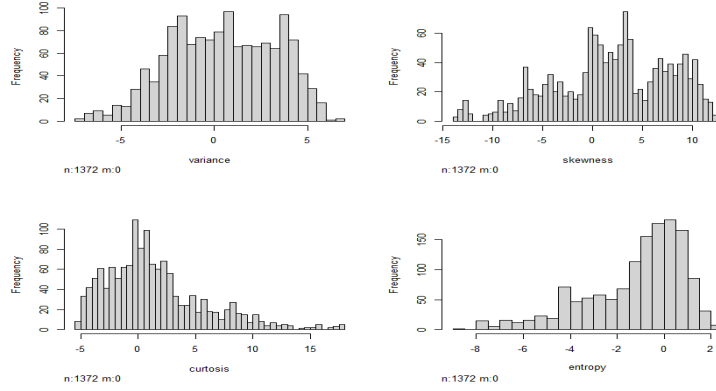 Frequency
0 20 40 60 80 100
-5 0 5
variance
n:1372 m:0
Frequency
0 20 40 60
-15 -10 -5 0 5 10
skewness
n:1372 m:0
Frequency
0 20 40 60 80 100
-5 0 5 10 15
curtosis
n:1372 m:0
Frequency
0 50 100 150
-8 -6 -4 -2 0 2
entropy
n:1372 m:0